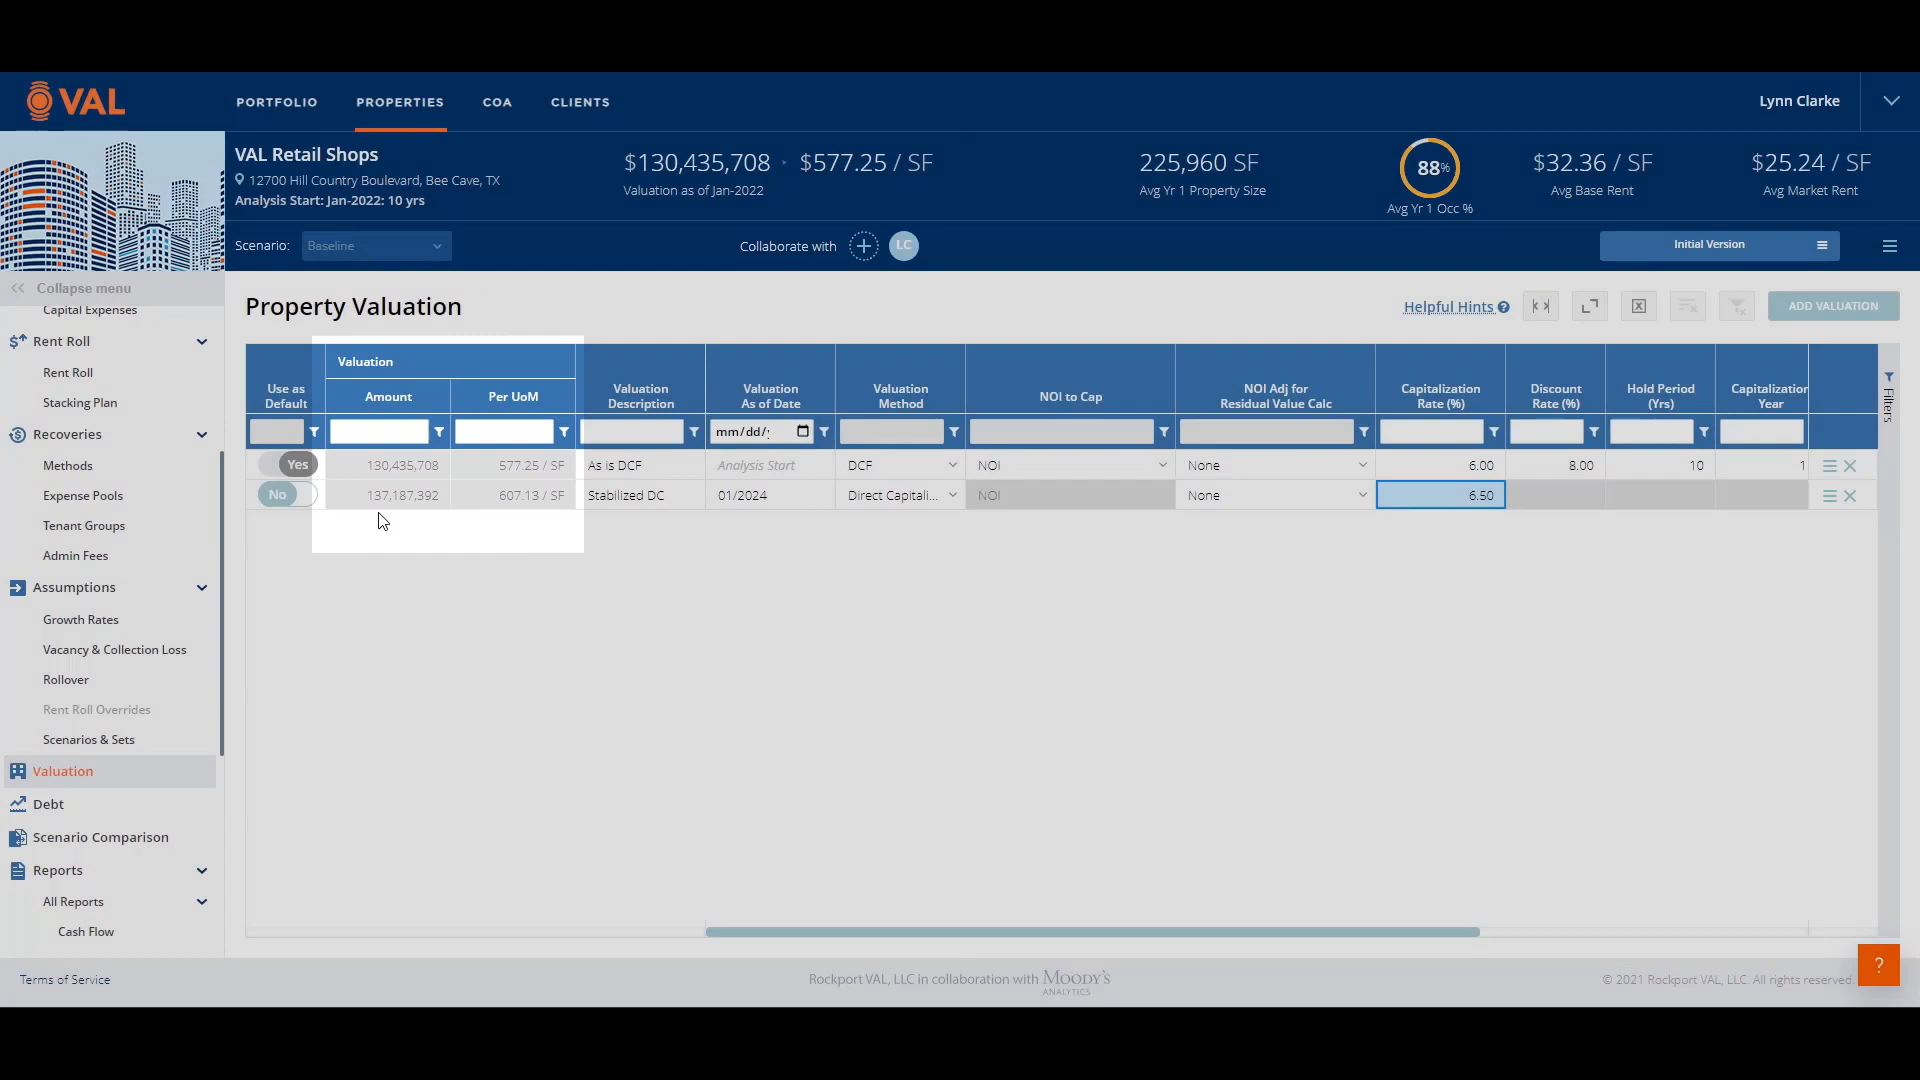 VAL
PORTFOLIO
PROPERTIES
COA
CLIENTS
Lynn Clarke
VAL Retail Shops
12700 Hill Country Boulevard, Bee Cave, TX
Analysis Start: Jan-2022: 10 yrs
$130,435,708 · $577.25 / SF
Valuation as of Jan-2022
225,960 SF
Avg Yr 1 Property Size
88%
Avg Yr 1 Occ %
$32.36 / SF
Avg Base Rent
$25.24 / SF
Avg Market Rent
Scenario: Baseline
Collaborate with + LC
Initial Version
Collapse menu
Capital Expenses
Rent Roll
Rent Roll
Stacking Plan
Recoveries
Methods
Expense Pools
Tenant Groups
Admin Fees
Assumptions
Growth Rates
Vacancy & Collection Loss
Rollover
Rent Roll Overrides
Scenarios & Sets
Valuation
Debt
Scenario Comparison
Reports
All Reports
Cash Flow
Property Valuation
Helpful Hints ?
ADD VALUATION
Use as
Default
Valuation
Amount
Per UoM
Valuation
Description
Valuation
As of Date
Valuation
Method
NOI to Cap
NOI Adj for
Residual Value Calc
Capitalization
Rate (%)
Discount
Rate (%)
Hold Period
(Yrs)
Capitalization
Year
Filters
mm/dd/
Yes 130,435,708 577.25 / SF As is DCF Analysis Start DCF NOI None 6.00 8.00 10 1
No 137,187,392 607.13 / SF Stabilized DC 01/2024 Direct Capitali... NOI None 6.50
?
Terms of Service
Rockport VAL, LLC in collaboration with MOODY'S
ANALYTICS
© 2021 Rockport VAL, LLC. All rights reserved.